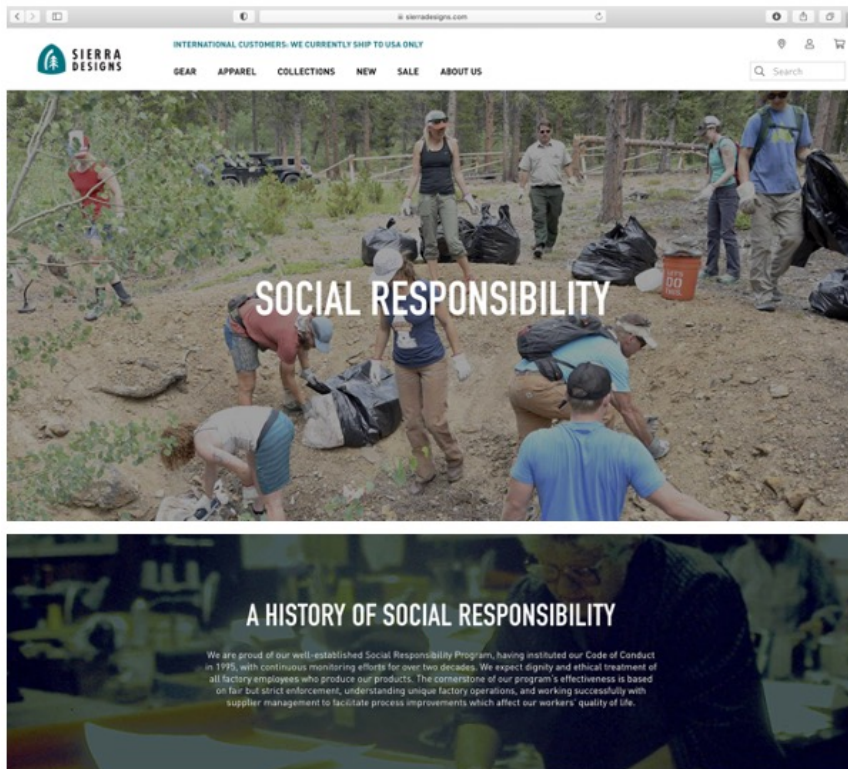 sierradesigns.com
SIERRA
DESIGNS
INTERNATIONAL CUSTOMERS: WE CURRENTLY SHIP TO USA ONLY
GEAR APPAREL COLLECTIONS NEW SALE ABOUT US
Search
LET'S
DO
THIS.
SOCIAL RESPONSIBILITY
A HISTORY OF SOCIAL RESPONSIBILITY
We are proud of our well-established Social Responsibility Program, having instituted our Code of Conduct
in 1995, with continuous monitoring efforts for over two decades. We expect dignity and ethical treatment of
all factory employees who produce our products. The cornerstone of our program's effectiveness is based
on fair but strict enforcement, understanding unique factory operations, and working successfully with
supplier management to facilitate process improvements which affect our workers' quality of life.